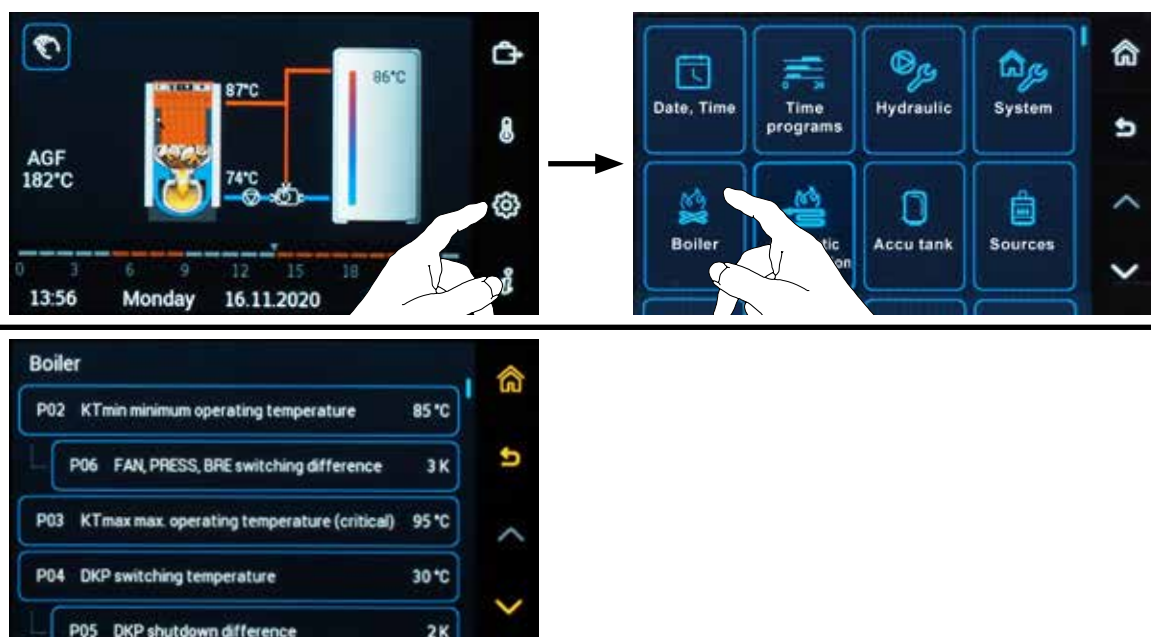 87°C
86°C
AGF
182°C
74°C
0 3 6 9 12 15 18
13:56 Monday 16.11.2020
Date, Time
Time
programs
Hydraulic
System
Boiler
tic
on
Accu tank
Sources
Boiler
P02 KTmin minimum operating temperature 85 °C
P06 FAN, PRESS, BRE switching difference 3 K
P03 KTmax max. operating temperature (critical) 95 °C
P04 DKP switching temperature 30 °C
P05 DKP shutdown difference 2 K